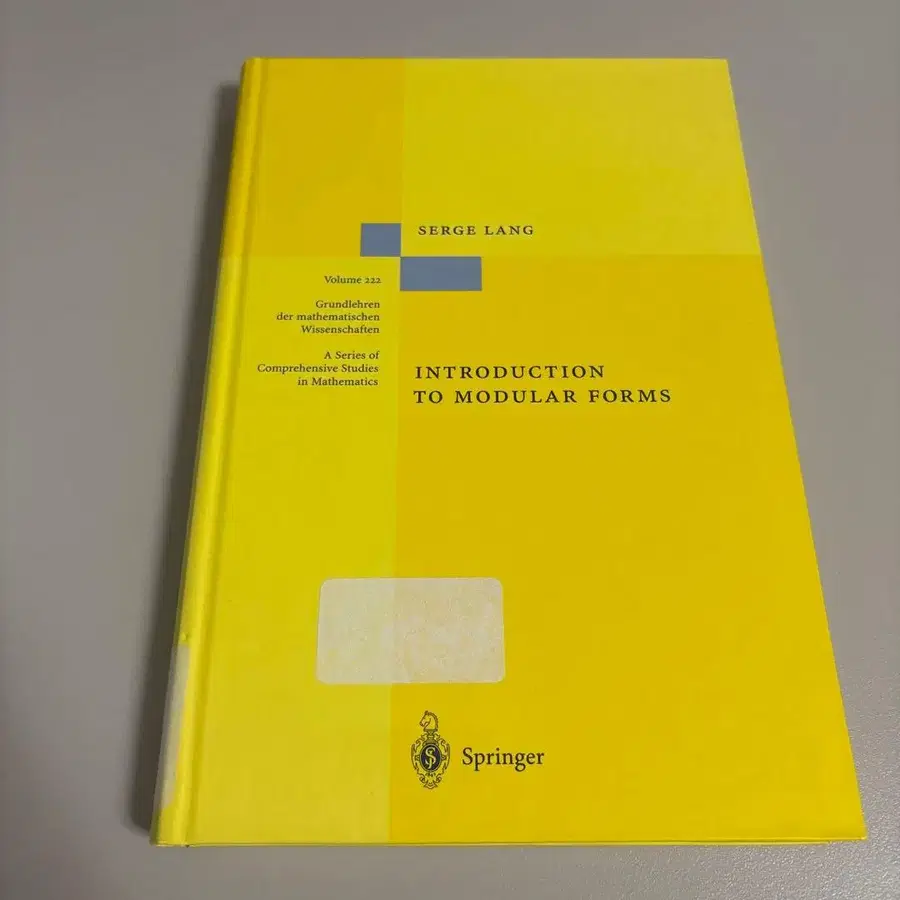 SERGE LANG
Volume 222
Grundlehren
der mathematischen
Wissenschaften
A Series of
Comprehensive Studies
in Mathematics
INTRODUCTION
TO MODULAR FORMS
Springer